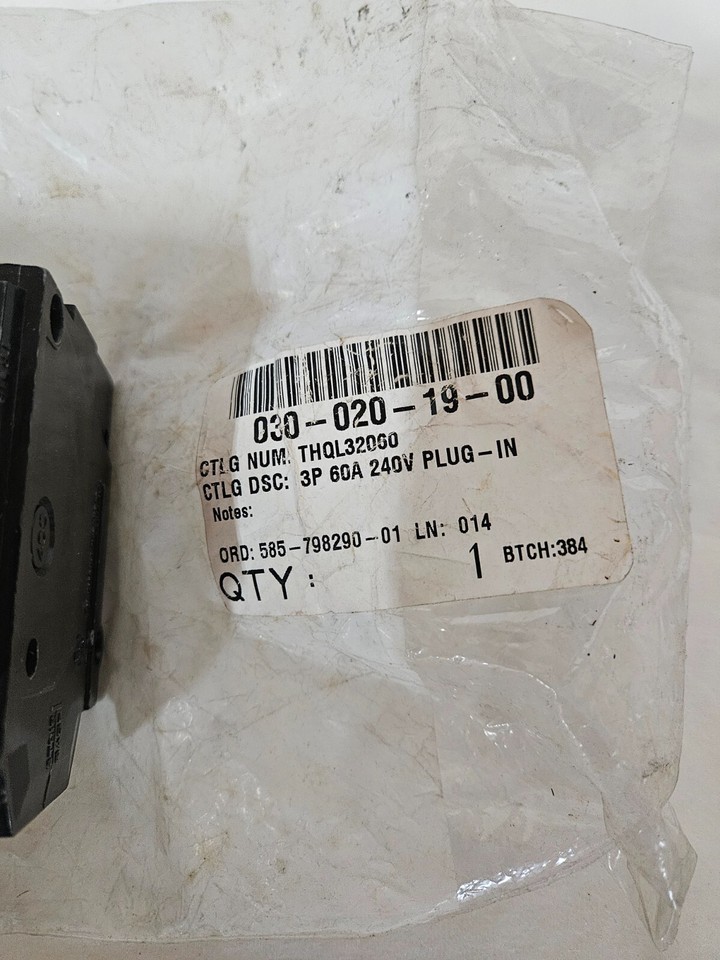 030-020-19-00
CTLG NUM. THQL32060
CTLG DSC: 3P 60A 240V PLUG-IN
Notes:
ORD: 585-798290-01 LN: 014
QTY: 1 BTCH:384